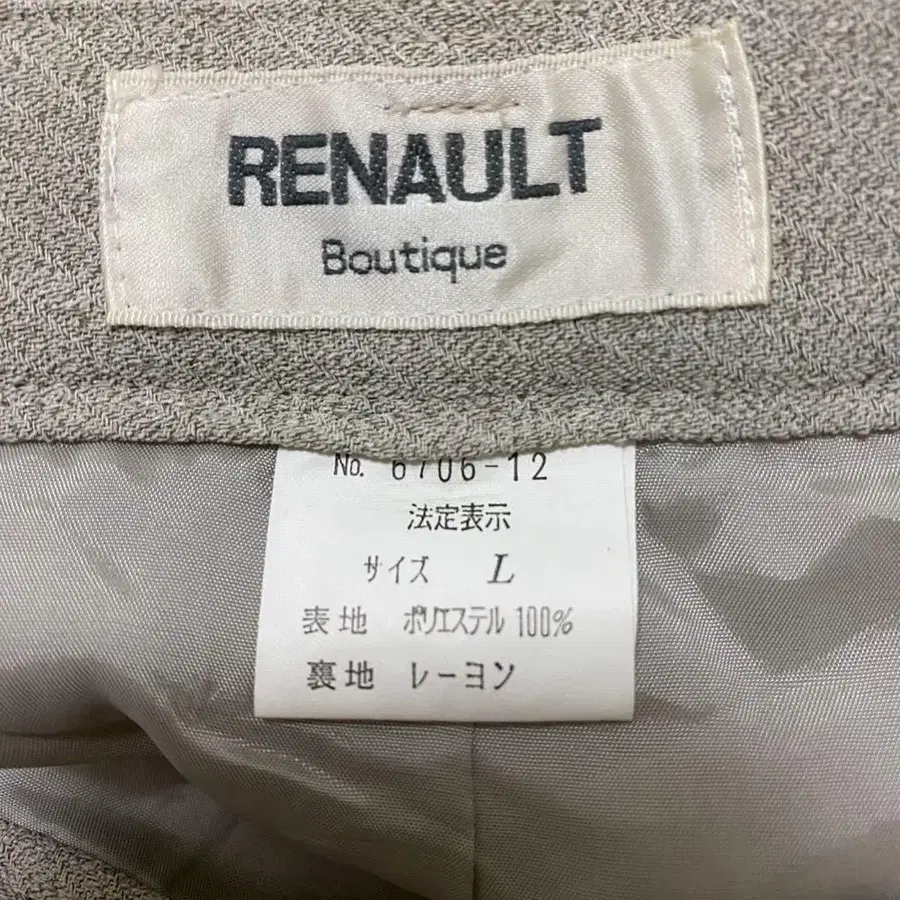 RENAULT
Boutique
No. 6706-12
法定表示
サイズ L
表地 ポリエステル 100%
裏地 レーヨン